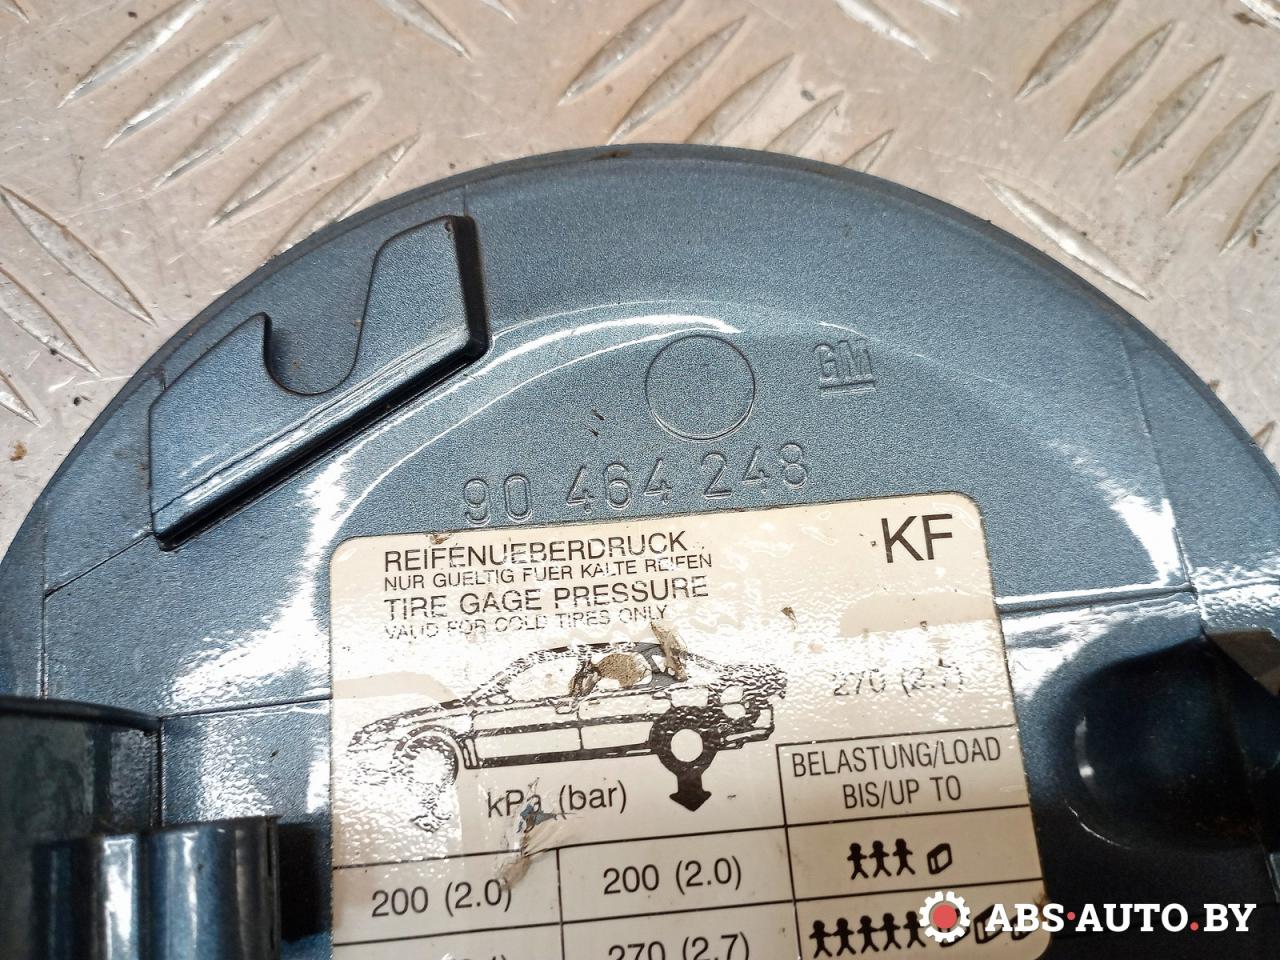 GM
90 464 248
KF
REIFENUEBERDRUCK
NUR GUELTIG FUER KALTE REIFEN
TIRE GAGE PRESSURE
VALID FOR COLD TIRES ONLY
270 (2.7)
BELASTUNG/LOAD
BIS/UP TO
kPa (bar)
200 (2.0) 200 (2.0)
270 (2.7)
ABS-AUTO.BY